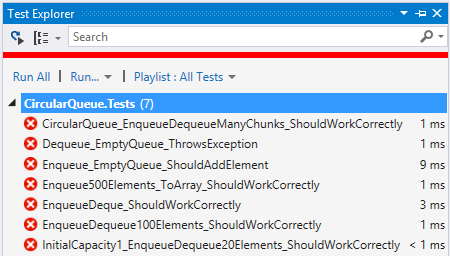 Test Explorer
Search
Run All | Run... | Playlist : All Tests
CircularQueue.Tests (7)
CircularQueue_EnqueueDequeueManyChunks_ShouldWorkCorrectly 1 ms
Dequeue_EmptyQueue_ThrowsException 1 ms
Enqueue_EmptyQueue_ShouldAddElement 9 ms
Enqueue500Elements_ToArray_ShouldWorkCorrectly 1 ms
EnqueueDeque_ShouldWorkCorrectly 3 ms
EnqueueDequeue100Elements_ShouldWorkCorrectly 1 ms
InitialCapacity1_EnqueueDequeue20Elements_ShouldWorkCorrectly < 1 ms